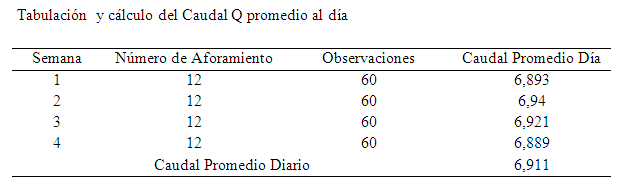 Tabulación y cálculo del Caudal Q promedio al día
Semana Número de Aforamiento Observaciones Caudal Promedio Día
1 12 60 6,893
2 12 60 6,94
3 12 60 6,921
4 12 60 6,889
Caudal Promedio Diario 6,911